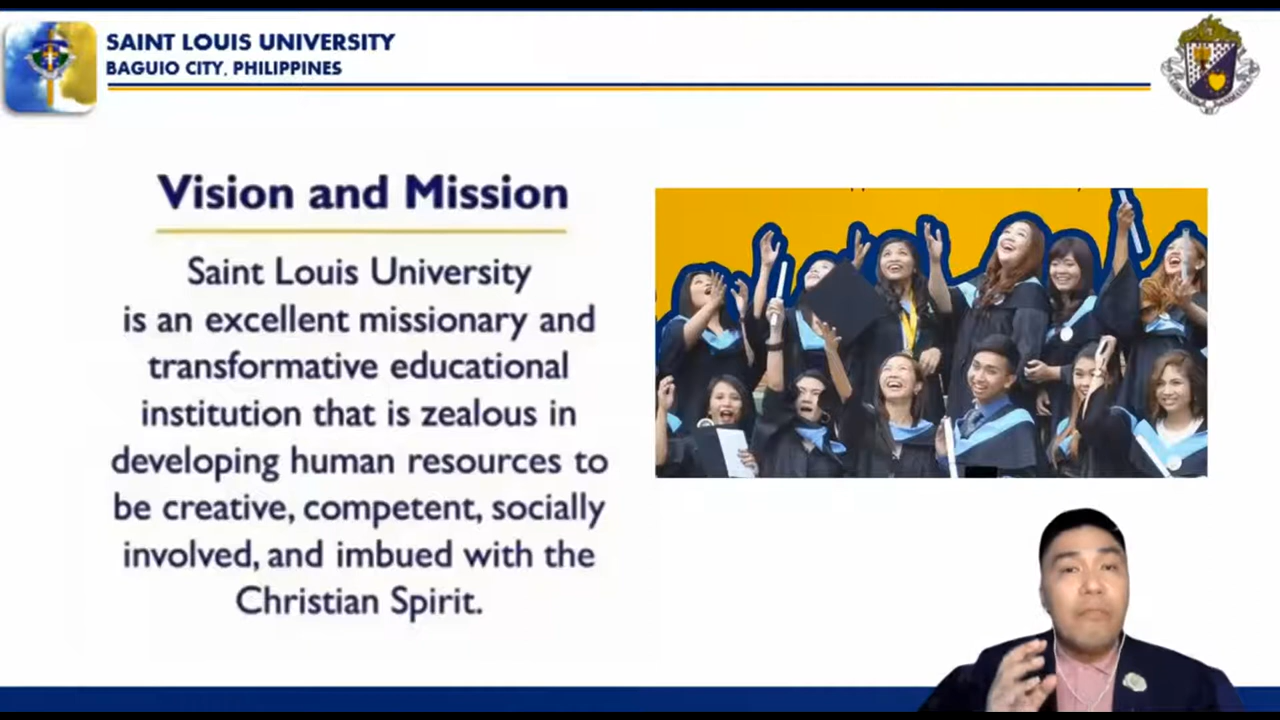 SAINT LOUIS UNIVERSITY
BAGUIO CITY, PHILIPPINES
Vision and Mission
Saint Louis University
is an excellent missionary and
transformative educational
institution that is zealous in
developing human resources to
be creative, competent, socially
involved, and imbued with the
Christian Spirit.